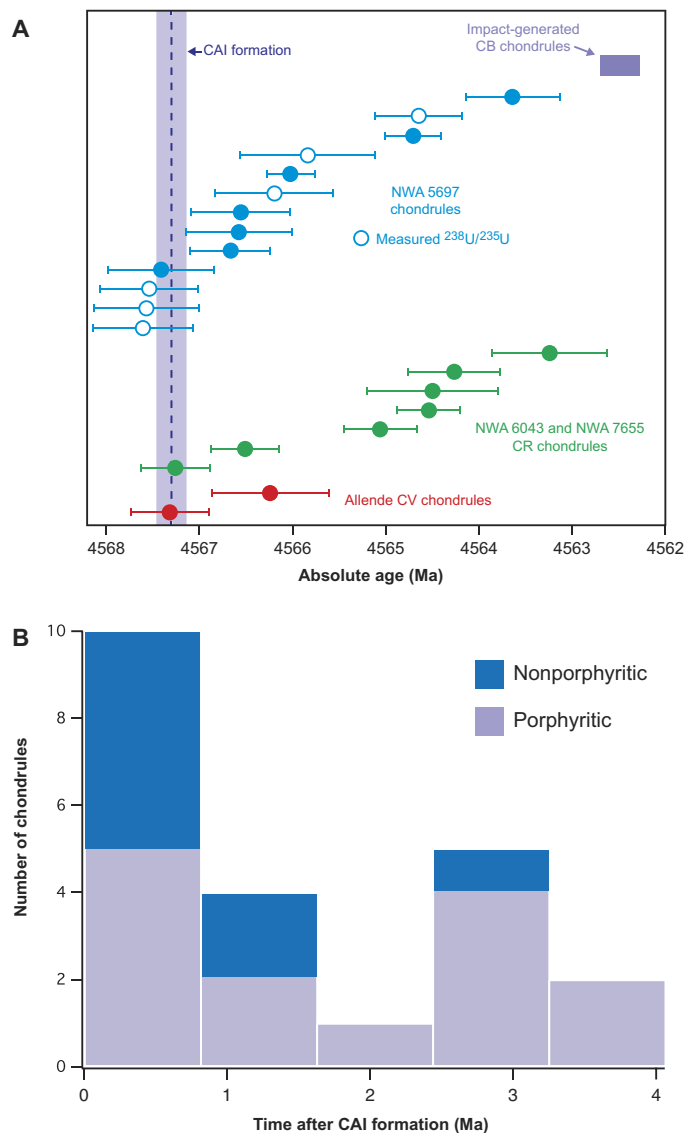 A
Impact-generated
CB chondrules
CAI formation
NWA 5697
chondrules
Measured ²³⁸U/²³⁵U
NWA 6043 and NWA 7655
CR chondrules
Allende CV chondrules
4568 4567 4566 4565 4564 4563 4562
Absolute age (Ma)
B
10
8
6
4
2
0
Number of chondrules
Nonporphyritic
Porphyritic
0 1 2 3 4
Time after CAI formation (Ma)